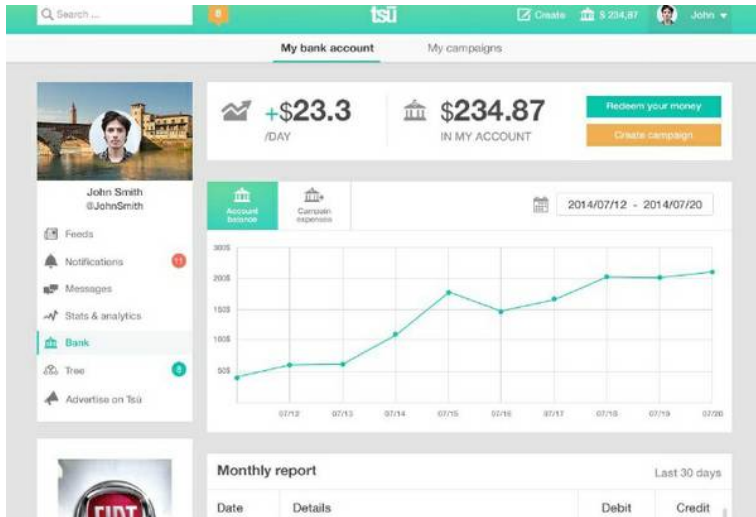 Search ...
8
tsū
Create
$ 234,87
John
My bank account
My campaigns
John Smith
@JohnSmith
Feeds
Notifications
11
Messages
Stats & analytics
Bank
Tree
8
Advertise on Tsū
FIAT
+$23.3
/DAY
$234.87
IN MY ACCOUNT
Redeem your money
Create campaign
Account
balance
Campain
expenses
2014/07/12 - 2014/07/20
300$
200$
150$
100$
50$
07/12
07/13
07/14
07/15
07/16
07/17
07/18
07/19
07/20
Monthly report
Last 30 days
Date
Details
Debit
Credit